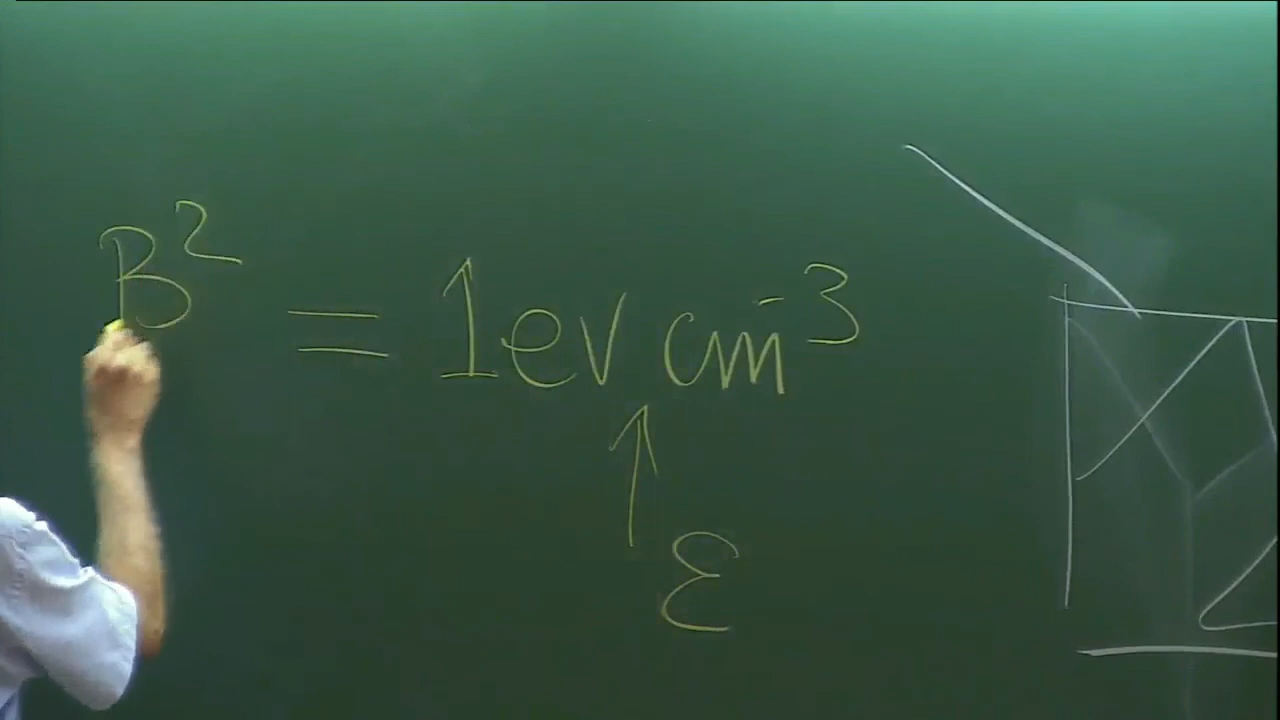 B² = 1 ev cm⁻³
↑
ε